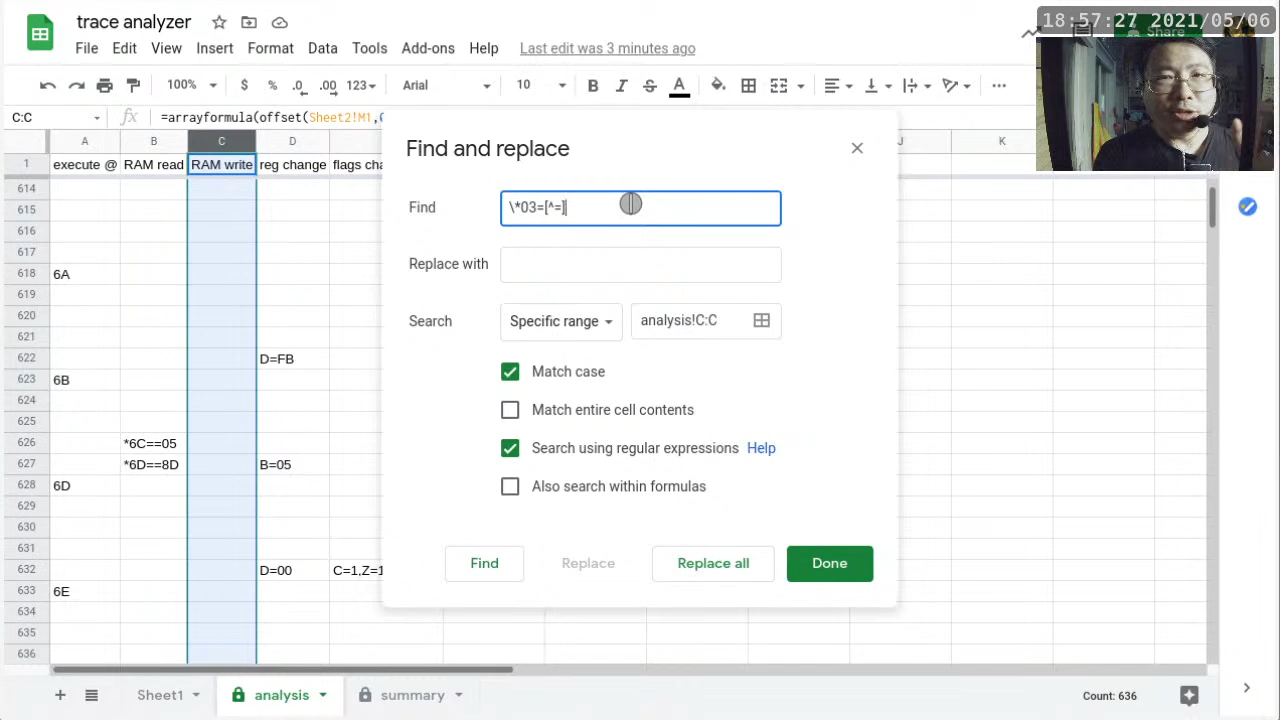 trace analyzer
18:57:27 2021/05/06
Share
File Edit View Insert Format Data Tools Add-ons Help Last edit was 3 minutes ago
100% $ % .0 .00 123 Arial 10 B I S A
C:C fx =arrayformula(offset(Sheet2!M1,
A B C D J K
1 execute @ RAM read RAM write reg change flags cha
614
615
616
617
618 6A
619
620
621
622 D=FB
623 6B
624
625
626 *6C==05
627 *6D==8D B=05
628 6D
629
630
631
632 D=00 C=1,Z=1
633 6E
634
635
636
Find and replace
Find \*03=[^=]
Replace with
Search Specific range analysis!C:C
Match case
Match entire cell contents
Search using regular expressions Help
Also search within formulas
Find Replace Replace all Done
Sheet1 analysis summary Count: 636